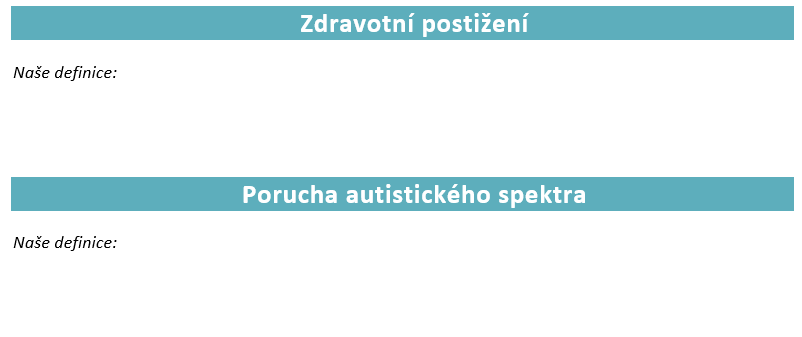 Zdravotní postižení
Naše definice:
Porucha autistického spektra
Naše definice: